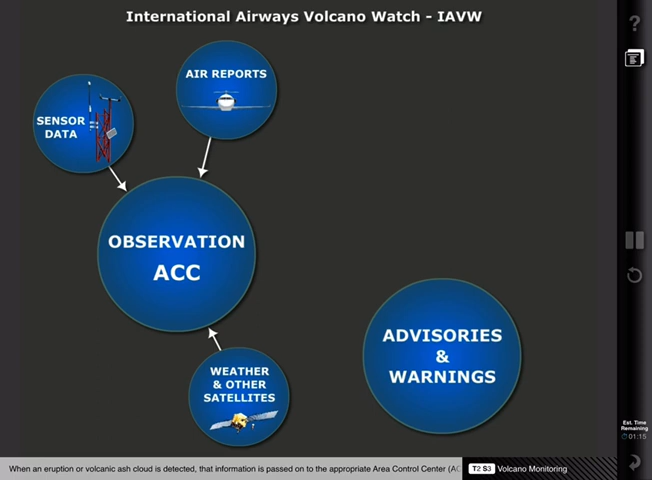 International Airways Volcano Watch - IAVW
AIR REPORTS
SENSOR
DATA
OBSERVATION
ACC
ADVISORIES
&
WARNINGS
WEATHER
& OTHER
SATELLITES
?
Est. Time
Remaining
01:15
When an eruption or volcanic ash cloud is detected, that information is passed on to the appropriate Area Control Center (AC
T2 S3 Volcano Monitoring